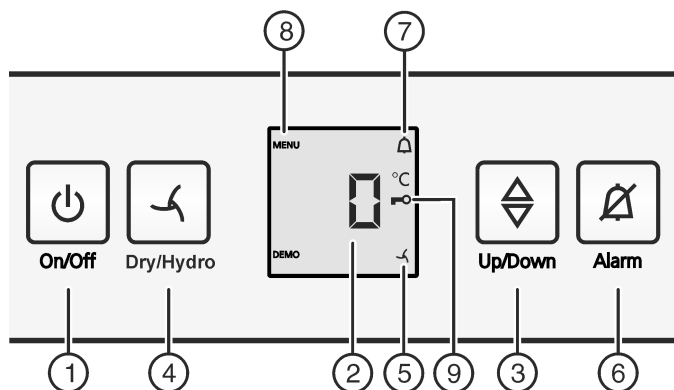 8 7
MENU
°C
0
DEMO
On/Off Dry/Hydro Up/Down Alarm
1 4 2 5 9 3 6